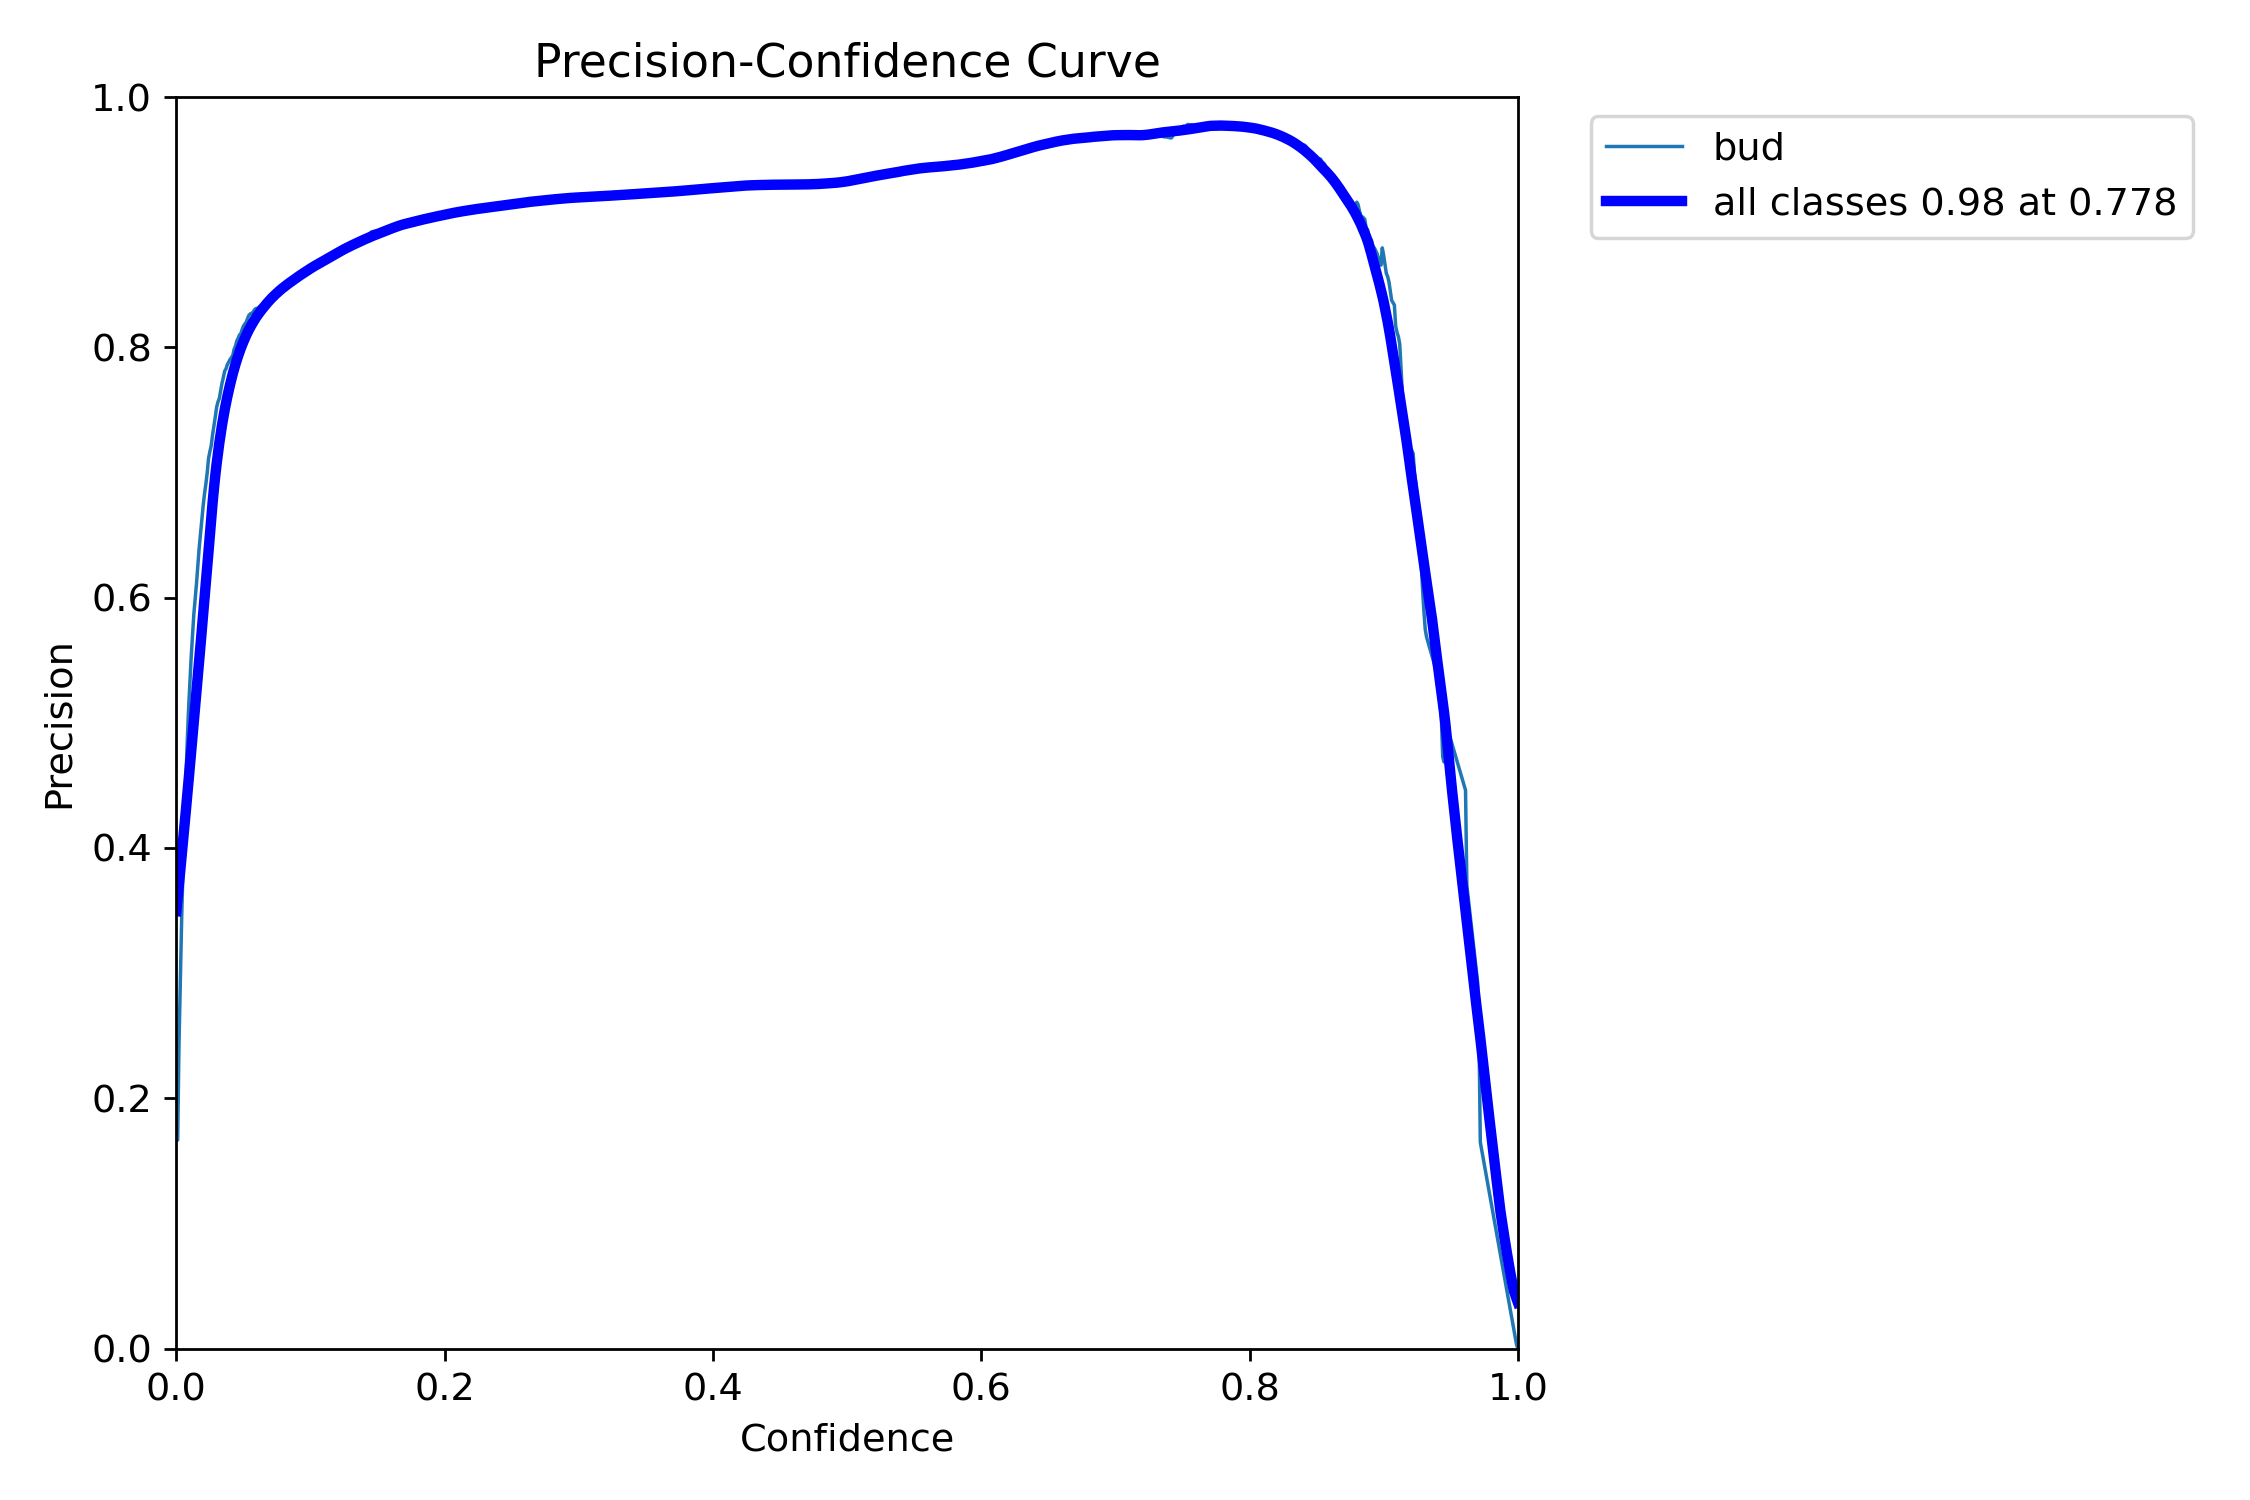 Precision-Confidence Curve
1.0
0.8
0.6
0.4
0.2
0.0
Precision
0.0 0.2 0.4 0.6 0.8 1.0
Confidence
bud
all classes 0.98 at 0.778